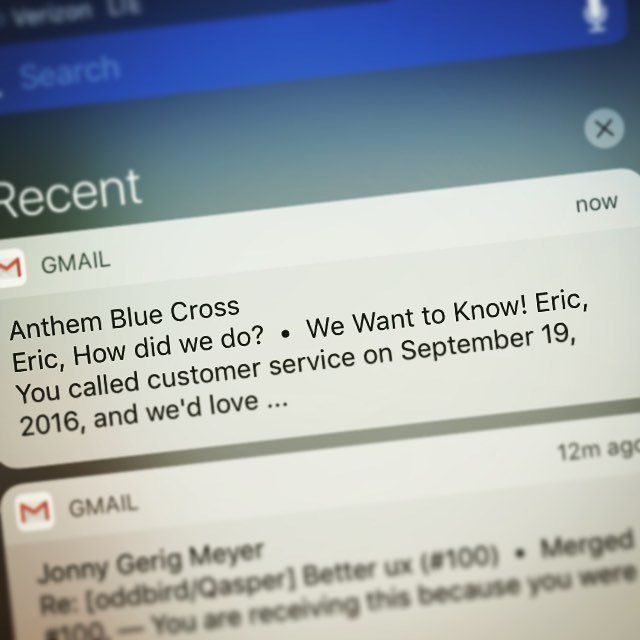 Verizon LTE
Search
Recent
GMAIL now
Anthem Blue Cross
Eric, How did we do? • We Want to Know! Eric,
You called customer service on September 19,
2016, and we'd love ...
GMAIL 12m ago
Jonny Gerig Meyer
Re: [oddbird/Qasper] Better ux (#100) • Merged
#100. — You are receiving this because you were